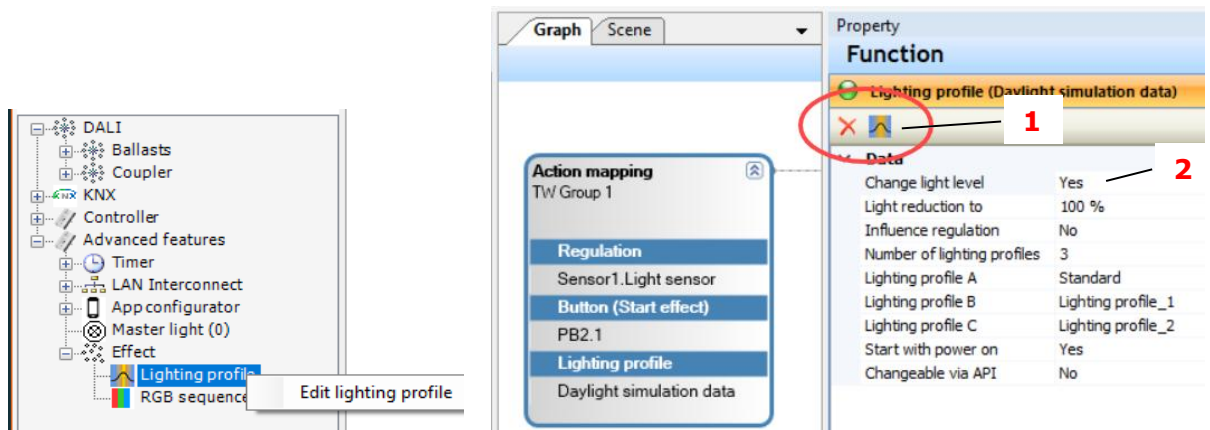 DALI
Ballasts
Coupler
KNX KNX
Controller
Advanced features
Timer
LAN Interconnect
App configurator
Master light (0)
Effect
Lighting profile
RGB sequence
Edit lighting profile
Graph Scene
Action mapping
TW Group 1
Regulation
Sensor1.Light sensor
Button (Start effect)
PB2.1
Lighting profile
Daylight simulation data
Property
Function
Lighting profile (Daylight simulation data)
1
Data
2
Change light level Yes
Light reduction to 100 %
Influence regulation No
Number of lighting profiles 3
Lighting profile A Standard
Lighting profile B Lighting profile_1
Lighting profile C Lighting profile_2
Start with power on Yes
Changeable via API No